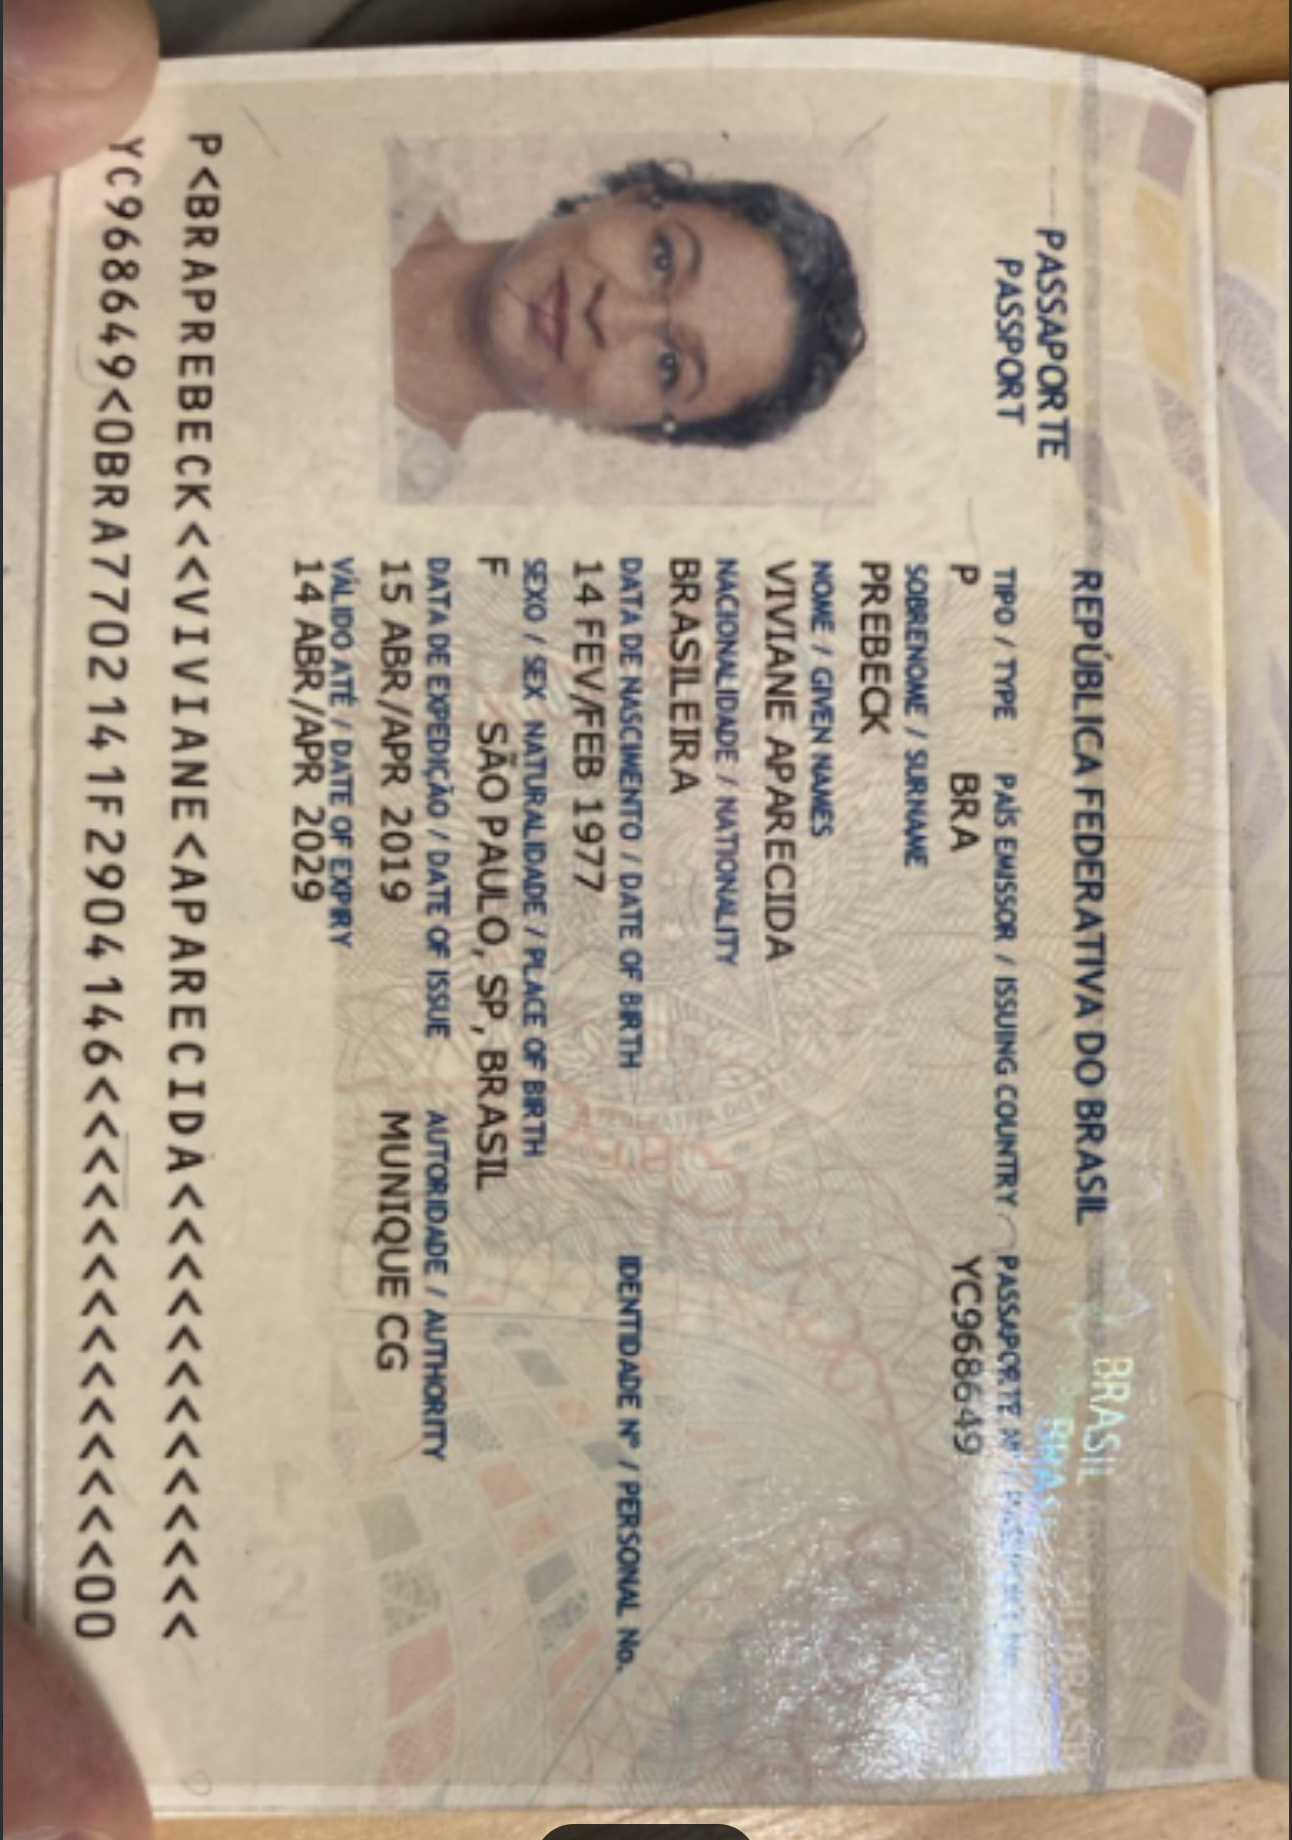 REPÚBLICA FEDERATIVA DO BRASIL
PASSAPORTE
PASSPORT
TIPO / TYPE PAÍS EMISSOR / ISSUING COUNTRY PASSAPORTE Nº / PASSPORT No.
P BRA YC968649
SOBRENOME / SURNAME
PREBECK
NOME / GIVEN NAMES
VIVIANE APARECIDA
NACIONALIDADE / NATIONALITY
BRASILEIRA
DATA DE NASCIMENTO / DATE OF BIRTH IDENTIDADE Nº / PERSONAL No.
14 FEV/FEB 1977
SEXO / SEX NATURALIDADE / PLACE OF BIRTH
F SÃO PAULO, SP, BRASIL
DATA DE EXPEDIÇÃO / DATE OF ISSUE AUTORIDADE / AUTHORITY
15 ABR/APR 2019 MUNIQUE CG
VÁLIDO ATÉ / DATE OF EXPIRY
14 ABR/APR 2029
BRASIL
P<BRAPREBECK<<VIVIANE<APARECIDA<<<<<<<<<<<<<
YC968649<0BRA7702141F2904146<<<<<<<<<<<<<<00